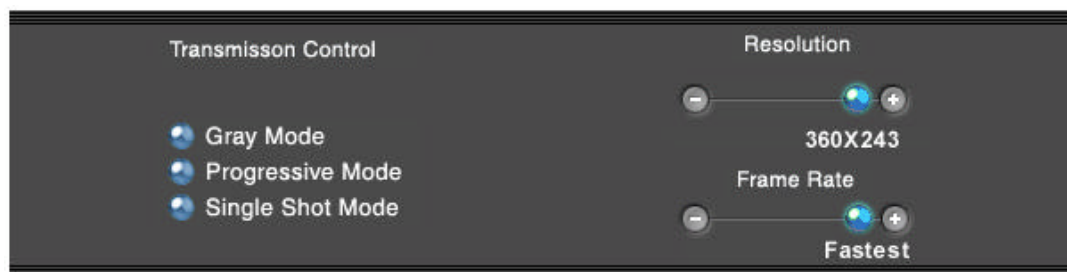 Transmisson Control
Gray Mode
Progressive Mode
Single Shot Mode
Resolution
360X243
Frame Rate
Fastest